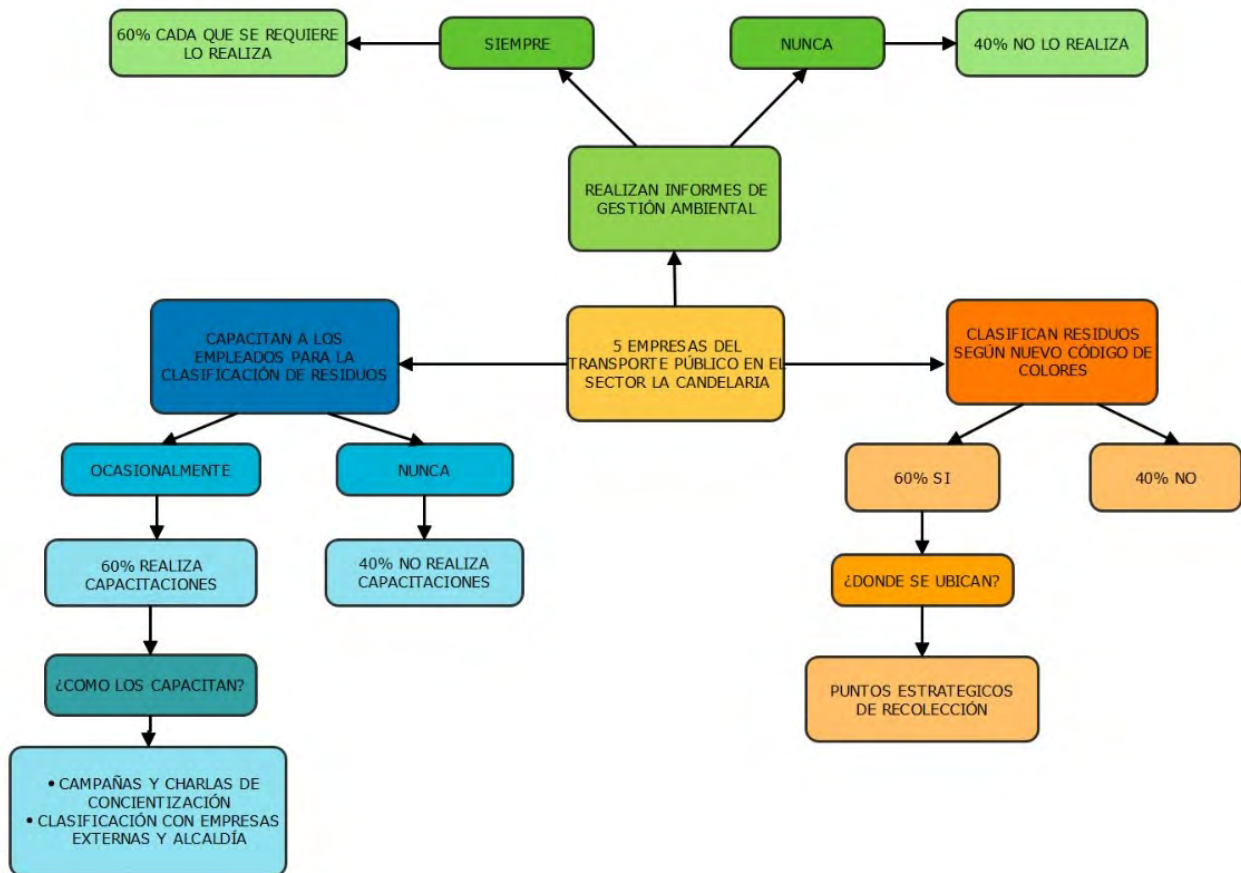 60% CADA QUE SE REQUIERE
LO REALIZA
SIEMPRE
NUNCA
40% NO LO REALIZA
REALIZAN INFORMES DE
GESTIÓN AMBIENTAL
CAPACITAN A LOS
EMPLEADOS PARA LA
CLASIFICACIÓN DE RESIDUOS
5 EMPRESAS DEL
TRANSPORTE PÚBLICO EN EL
SECTOR LA CANDELARIA
CLASIFICAN RESIDUOS
SEGÚN NUEVO CÓDIGO DE
COLORES
OCASIONALMENTE
NUNCA
60% SI
40% NO
60% REALIZA
CAPACITACIONES
40% NO REALIZA
CAPACITACIONES
¿DONDE SE UBICAN?
¿COMO LOS CAPACITAN?
PUNTOS ESTRATEGICOS
DE RECOLECCIÓN
• CAMPAÑAS Y CHARLAS DE
CONCIENTIZACIÓN
• CLASIFICACIÓN CON EMPRESAS
EXTERNAS Y ALCALDÍA